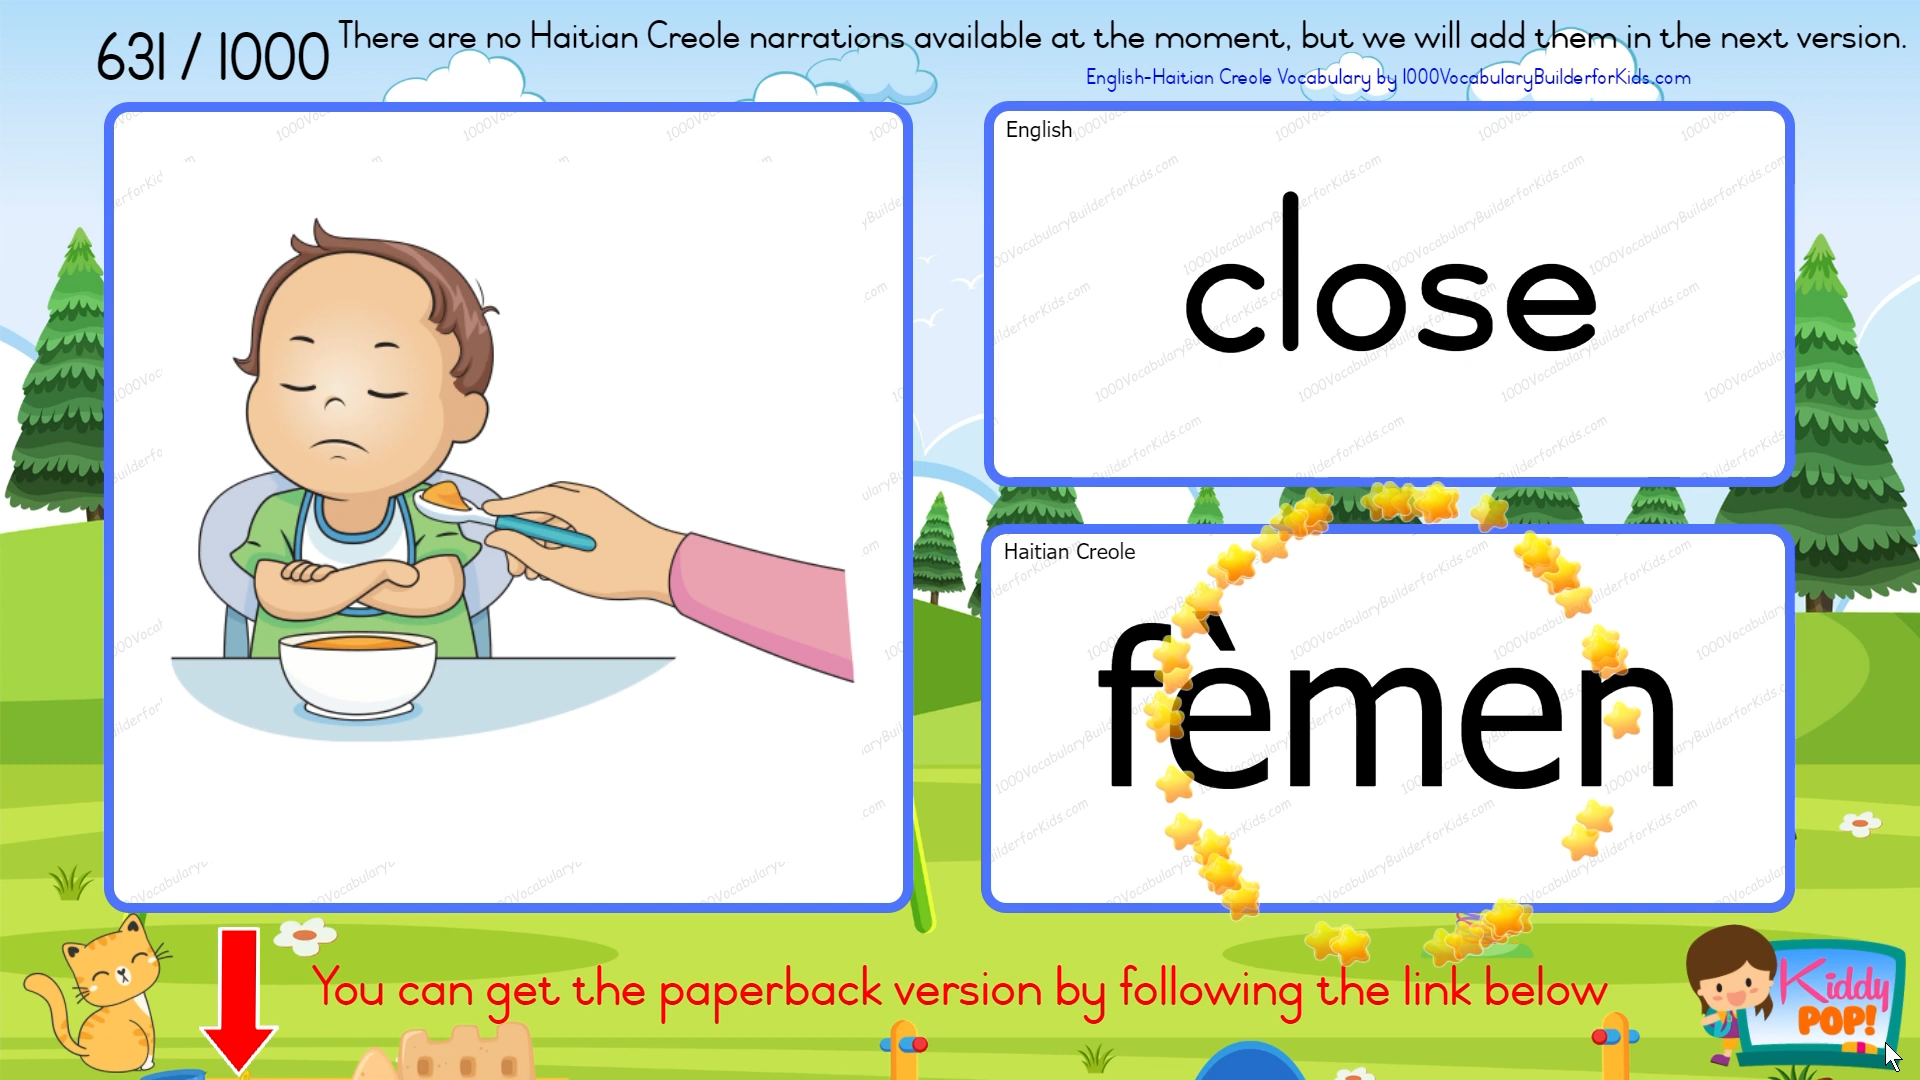 631 / 1000
There are no Haitian Creole narrations available at the moment, but we will add them in the next version.
English-Haitian Creole Vocabulary by 1000VocabularyBuilderforKids.com
English
close
Haitian Creole
fèmen
You can get the paperback version by following the link below
Kiddy
POP!